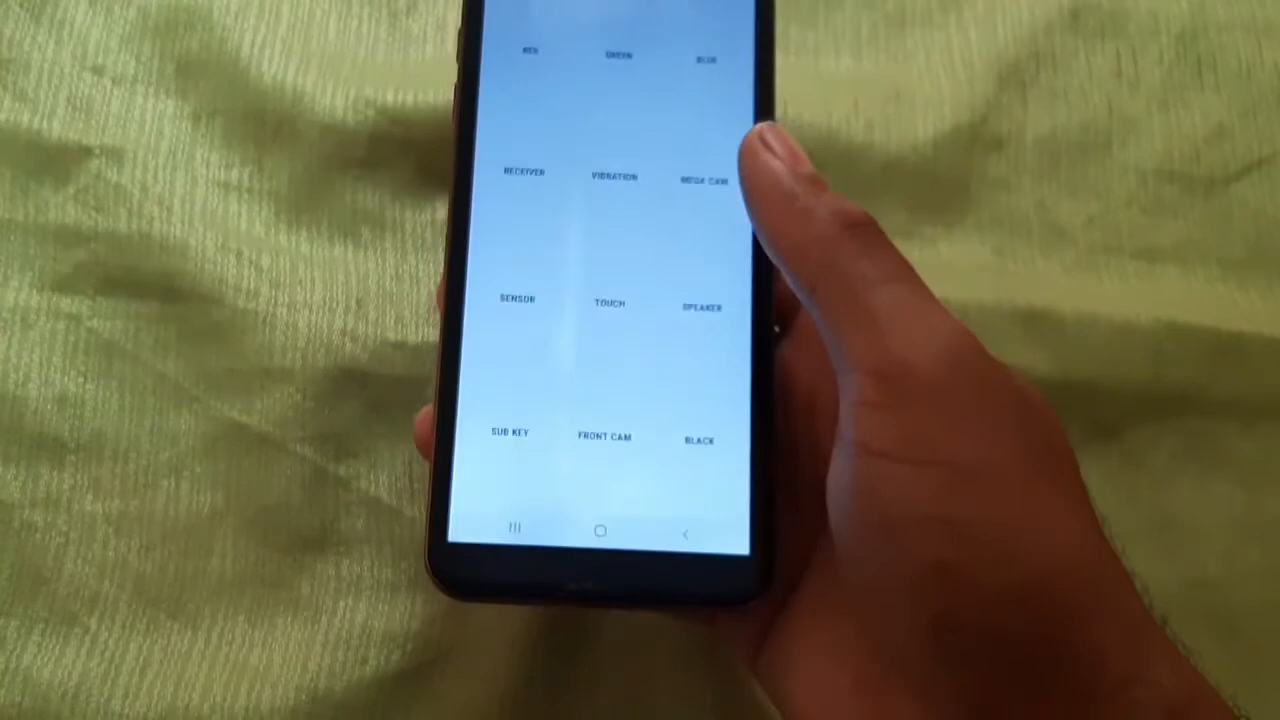 RED GREEN BLUE
RECEIVER VIBRATION MEGA CAM
SENSOR TOUCH SPEAKER
SUB KEY FRONT CAM BLACK